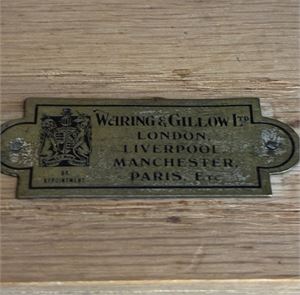 WARING & GILLOW LTD
LONDON,
LIVERPOOL,
MANCHESTER,
PARIS, ETC
BY
APPOINTMENT